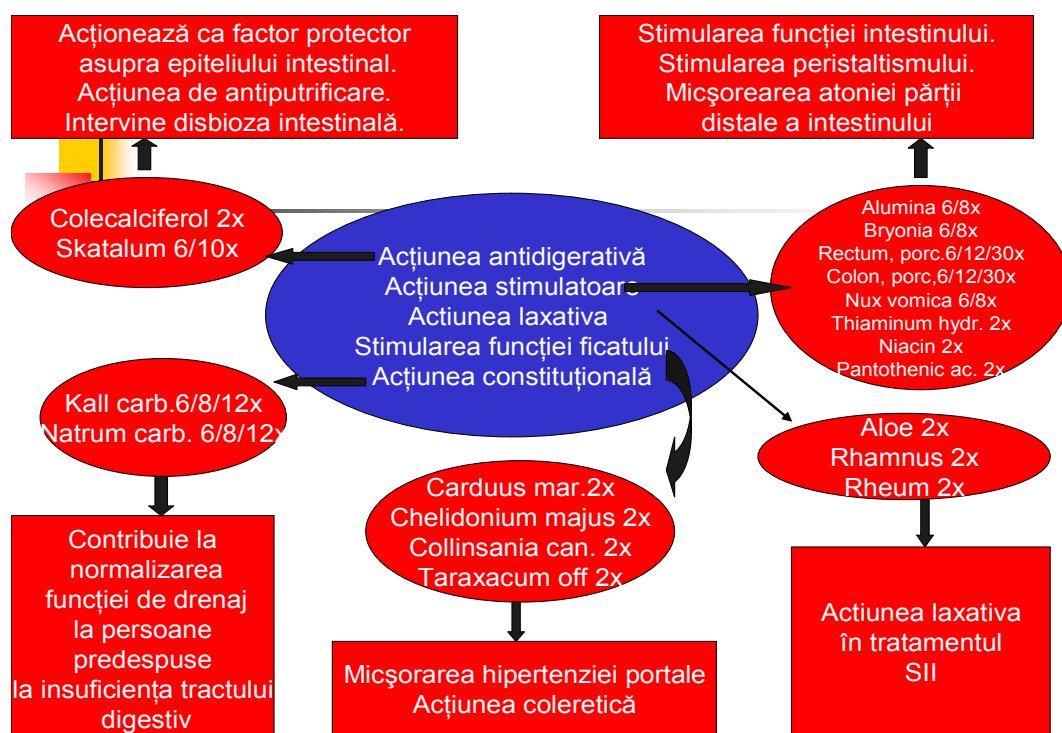 Acționează ca factor protector
asupra epiteliului intestinal.
Acțiunea de antiputrificare.
Intervine disbioza intestinală.
Stimularea funcției intestinului.
Stimularea peristaltismului.
Micşorearea atoniei părții
distale a intestinului
Colecalciferol 2x
Skatalum 6/10x
Acțiunea antidigerativă
Acțiunea stimulatoare
Actiunea laxativa
Stimularea funcției ficatului
Acțiunea constituțională
Alumina 6/8x
Bryonia 6/8x
Rectum, porc.6/12/30x
Colon, porc,6/12/30x
Nux vomica 6/8x
Thiaminum hydr. 2x
Niacin 2x
Pantothenic ac. 2x
Kall carb.6/8/12x
Natrum carb. 6/8/12x
Carduus mar.2x
Chelidonium majus 2x
Collinsania can. 2x
Taraxacum off 2x
Aloe 2x
Rhamnus 2x
Rheum 2x
Contribuie la
normalizarea
funcției de drenaj
la persoane
predespuse
la insuficiența tractului
digestiv
Micşorarea hipertenziei portale
Acțiunea coleretică
Actiunea laxativa
în tratamentul
SII